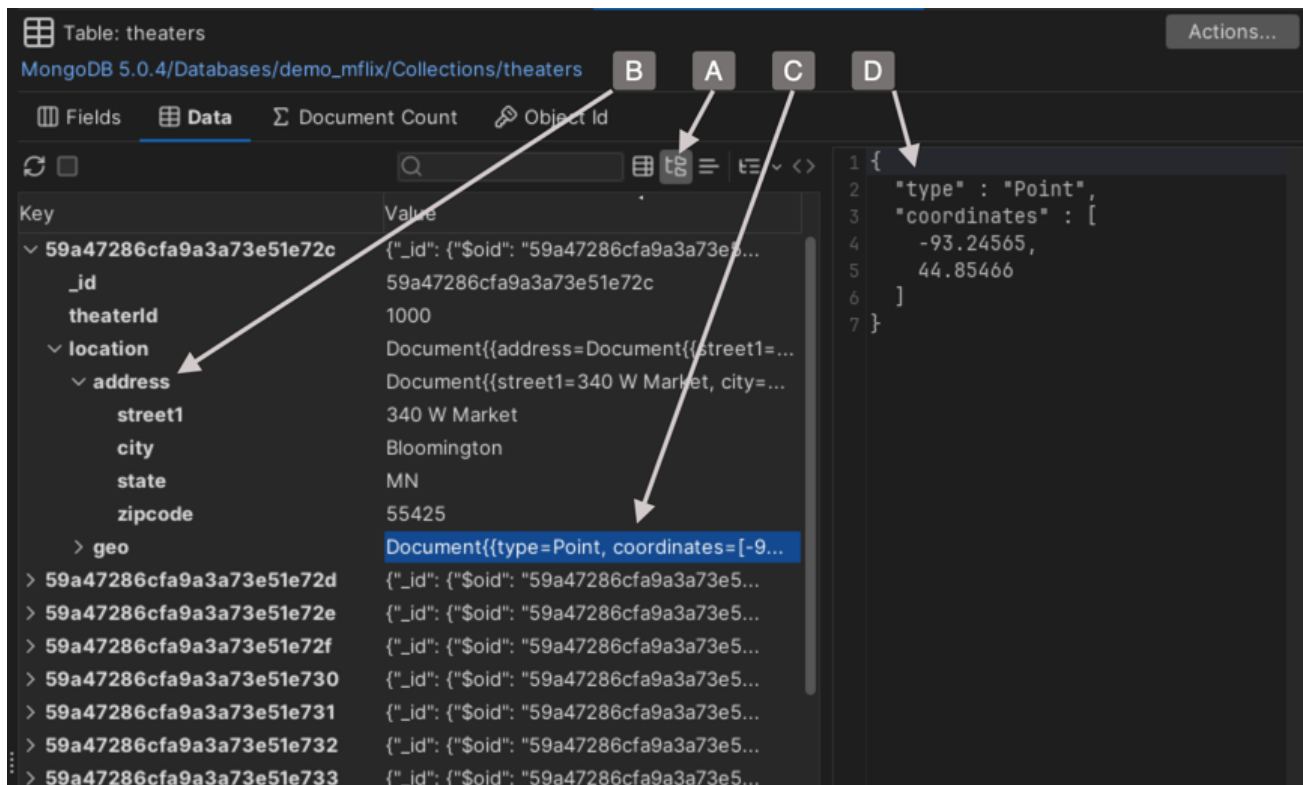 Table: theaters
Actions...
MongoDB 5.0.4/Databases/demo_mflix/Collections/theaters
B A C D
Fields Data Σ Document Count Object Id
Key Value
59a47286cfa9a3a73e51e72c {"_id": {"$oid": "59a47286cfa9a3a73e5...
_id 59a47286cfa9a3a73e51e72c
theaterId 1000
location Document{{address=Document{{street1=...
address Document{{street1=340 W Market, city=...
street1 340 W Market
city Bloomington
state MN
zipcode 55425
geo Document{{type=Point, coordinates=[-9...
59a47286cfa9a3a73e51e72d {"_id": {"$oid": "59a47286cfa9a3a73e5...
59a47286cfa9a3a73e51e72e {"_id": {"$oid": "59a47286cfa9a3a73e5...
59a47286cfa9a3a73e51e72f {"_id": {"$oid": "59a47286cfa9a3a73e5...
59a47286cfa9a3a73e51e730 {"_id": {"$oid": "59a47286cfa9a3a73e5...
59a47286cfa9a3a73e51e731 {"_id": {"$oid": "59a47286cfa9a3a73e5...
59a47286cfa9a3a73e51e732 {"_id": {"$oid": "59a47286cfa9a3a73e5...
59a47286cfa9a3a73e51e733 {"_id": {"$oid": "59a47286cfa9a3a73e5...
1 {
2 "type" : "Point",
3 "coordinates" : [
4 -93.24565,
5 44.85466
6 ]
7 }